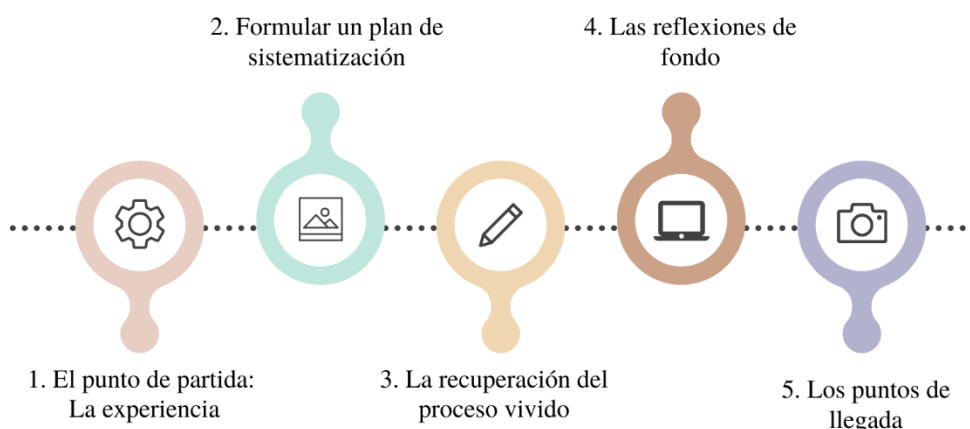 1. El punto de partida:
La experiencia
2. Formular un plan de
sistematización
3. La recuperación del
proceso vivido
4. Las reflexiones de
fondo
5. Los puntos de
llegada